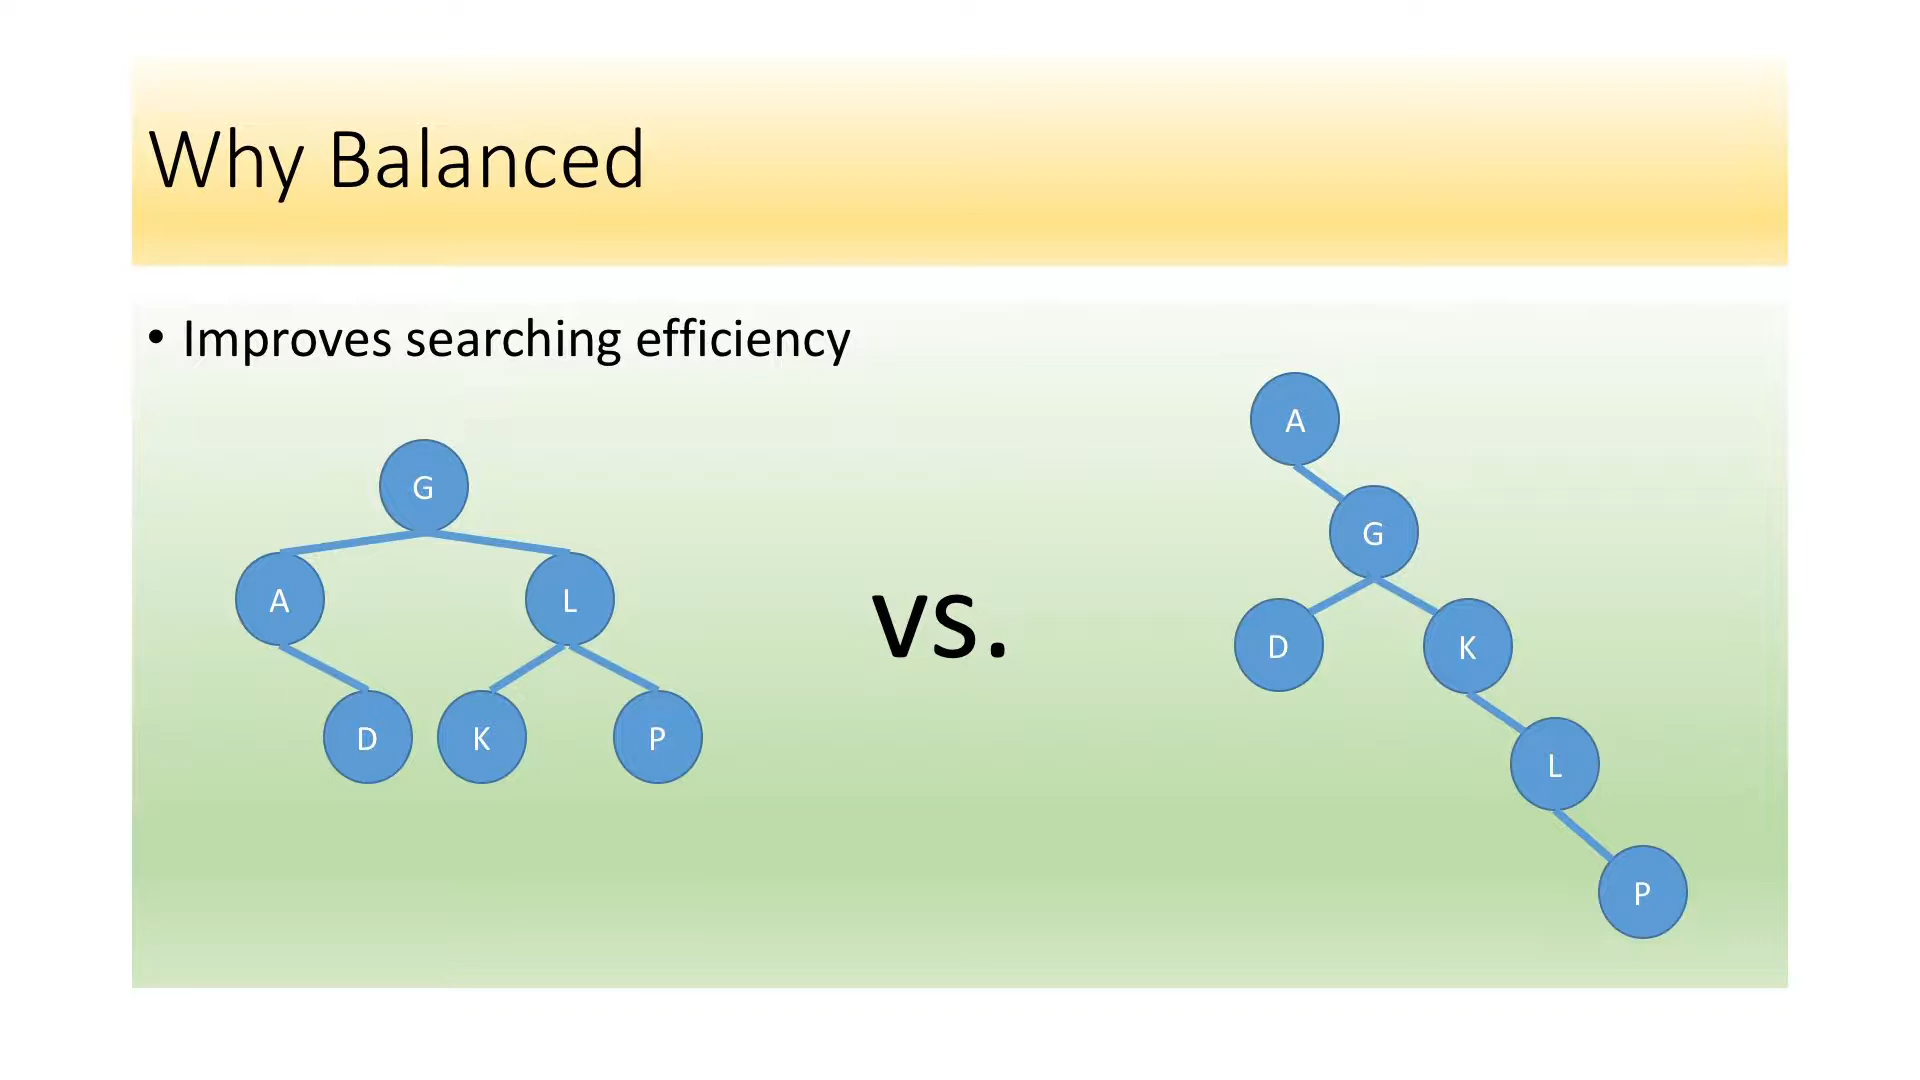 Why Balanced
• Improves searching efficiency
G
A
L
D
K
P
vs.
A
G
D
K
L
P